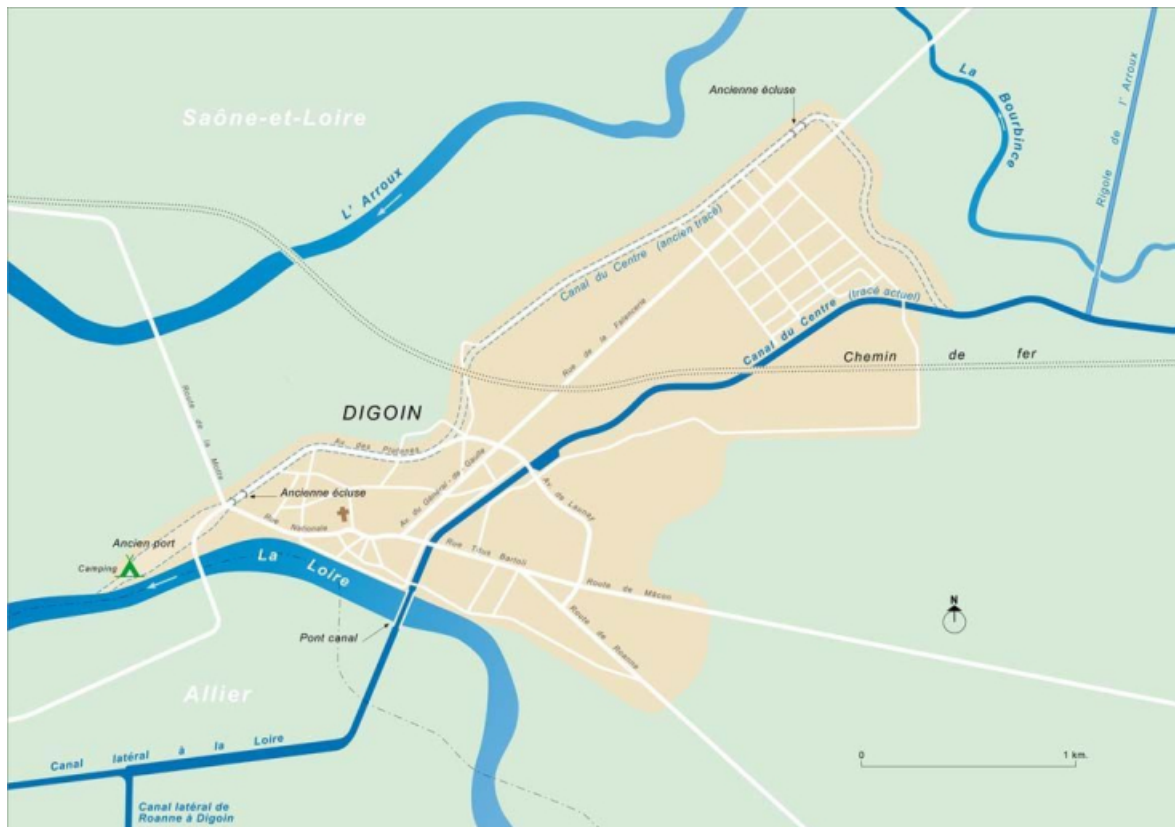 Ancienne écluse
La Bourbince
Rigole de l' Arroux
Saône-et-Loire
L' Arroux
Canal du Centre (ancien tracé)
Rue de la Faïencerie
Canal du Centre (tracé actuel)
Chemin de fer
Route de la Motte
DIGOIN
Av. des Platanes
Av. du Général-de-Gaulle
Av. de Launay
Ancienne écluse
Rue Nationale
Ancien port
Camping
La Loire
Rue Titus Bartoli
Route de Mâcon
Route de Roanne
N
Pont canal
Allier
Canal latéral à la Loire
0 1 km.
Canal latéral de
Roanne à Digoin